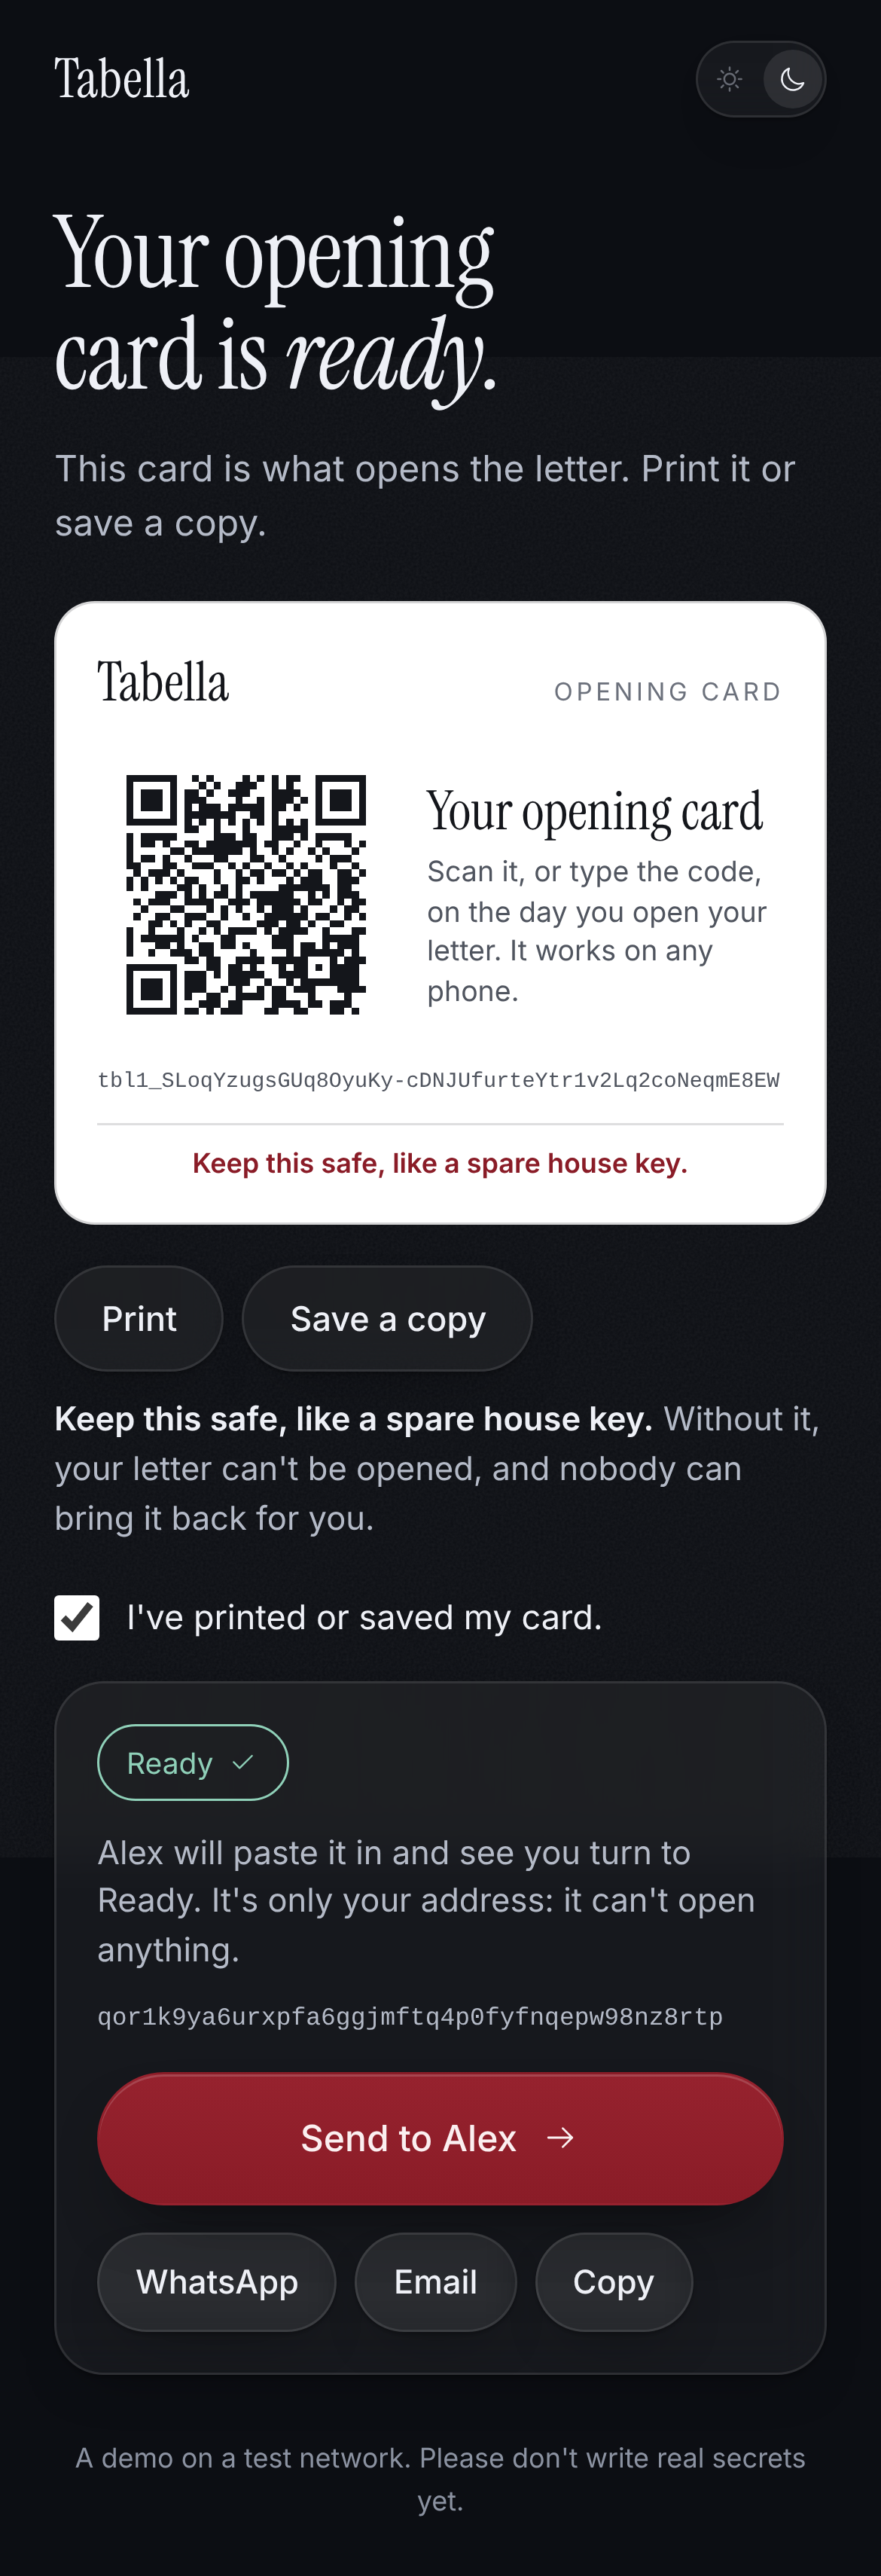 Tabella
Your opening
card is ready.
This card is what opens the letter. Print it or
save a copy.
Tabella
OPENING CARD
Your opening card
Scan it, or type the code,
on the day you open your
letter. It works on any
phone.
tbl1_SLoqYzugsGUq8OyuKy-cDNJUfurteYtr1v2Lq2coNeqmE8EW
Keep this safe, like a spare house key.
Print
Save a copy
Keep this safe, like a spare house key. Without it,
your letter can't be opened, and nobody can
bring it back for you.
I've printed or saved my card.
Ready
Alex will paste it in and see you turn to
Ready. It's only your address: it can't open
anything.
qor1k9ya6urxpfa6ggjmftq4p0fyfnqepw98nz8rtp
Send to Alex →
WhatsApp
Email
Copy
A demo on a test network. Please don't write real secrets
yet.